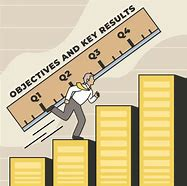 OBJECTIVES AND KEY RESULTS
Q1 Q2 Q3 Q4